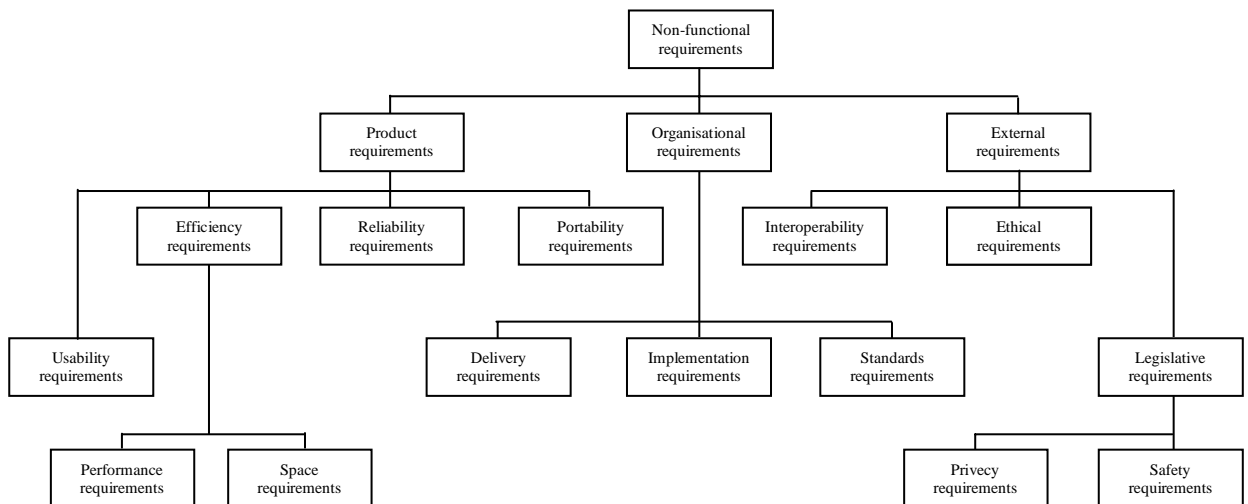 Non-functional
requirements
Product
requirements
Organisational
requirements
External
requirements
Efficiency
requirements
Reliability
requirements
Portability
requirements
Interoperability
requirements
Ethical
requirements
Usability
requirements
Delivery
requirements
Implementation
requirements
Standards
requirements
Legislative
requirements
Performance
requirements
Space
requirements
Privecy
requirements
Safety
requirements